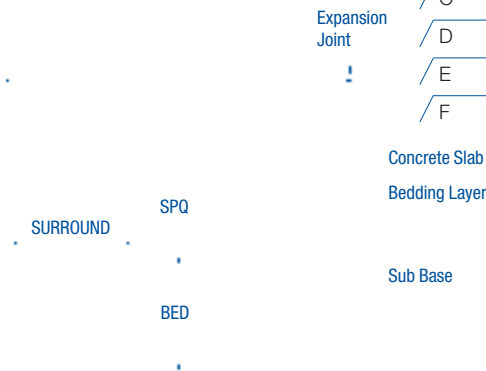 Expansion
Joint
D
E
F
Concrete Slab
Bedding Layer
SPQ
SURROUND
Sub Base
BED